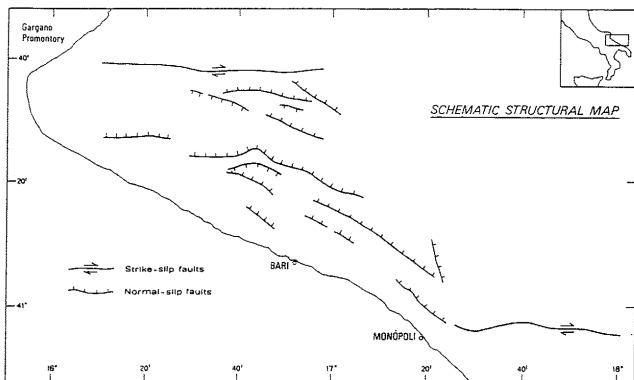 Gargano
Promontory
40°
SCHEMATIC STRUCTURAL MAP
20°
BARI
Strike-slip faults
Normal-slip faults
41°
MONÓPOLI
16° 20° 40° 17° 20° 40° 18°